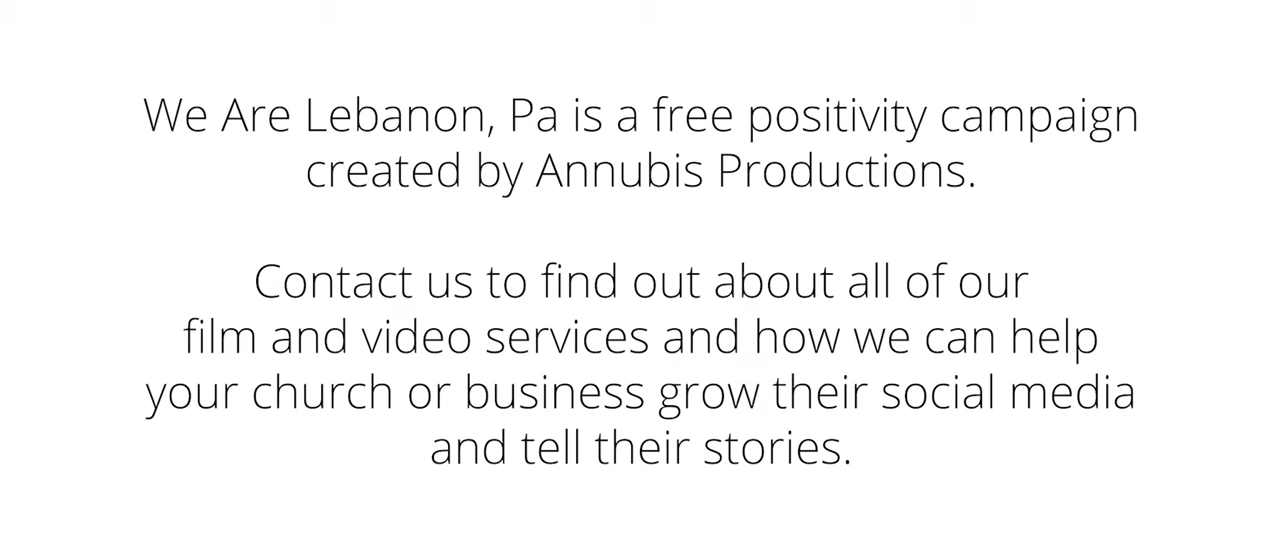 We Are Lebanon, Pa is a free positivity campaign
created by Annubis Productions.
Contact us to find out about all of our
film and video services and how we can help
your church or business grow their social media
and tell their stories.